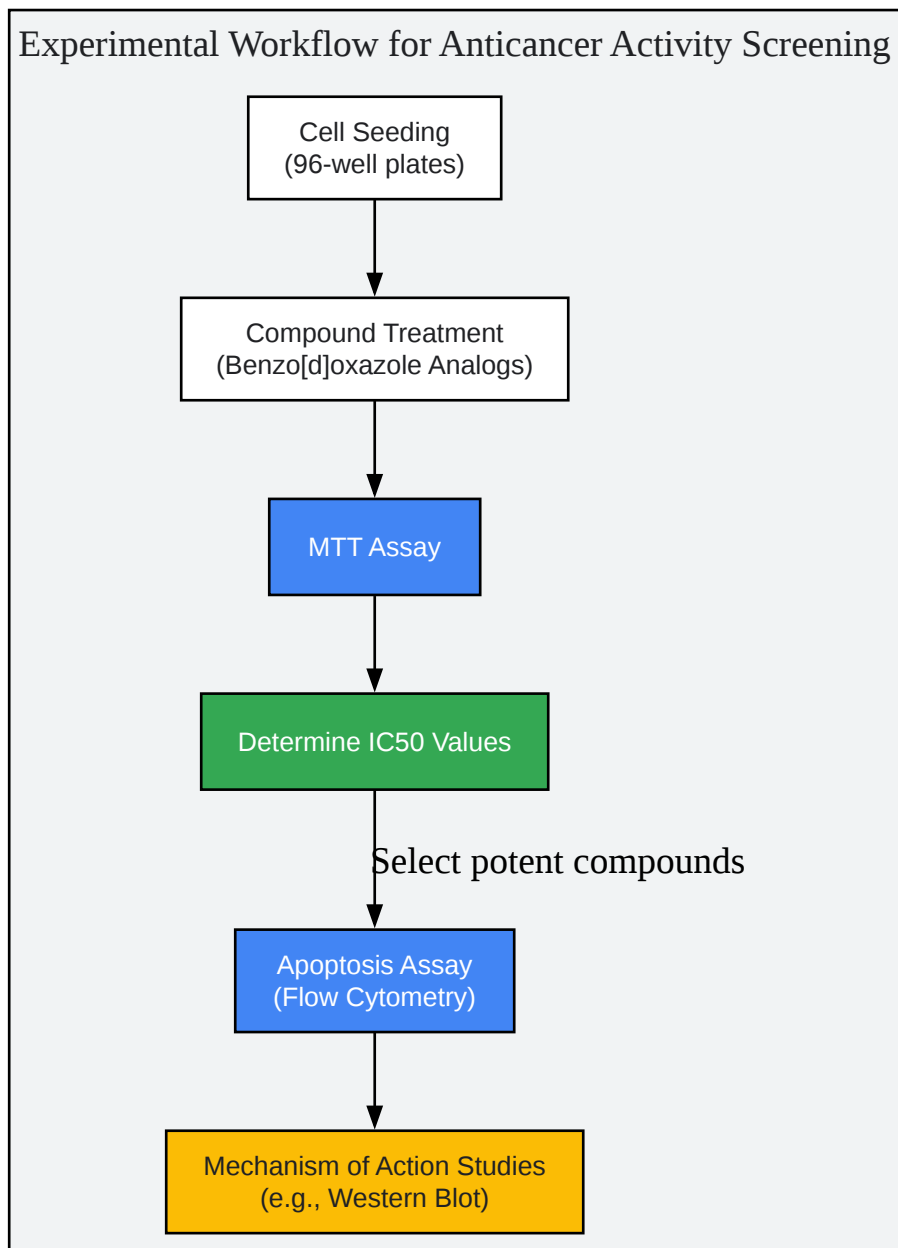 Experimental Workflow for Anticancer Activity Screening
Cell Seeding
(96-well plates)
Compound Treatment
(Benzo[d]oxazole Analogs)
MTT Assay
Determine IC50 Values
Select potent compounds
Apoptosis Assay
(Flow Cytometry)
Mechanism of Action Studies
(e.g., Western Blot)